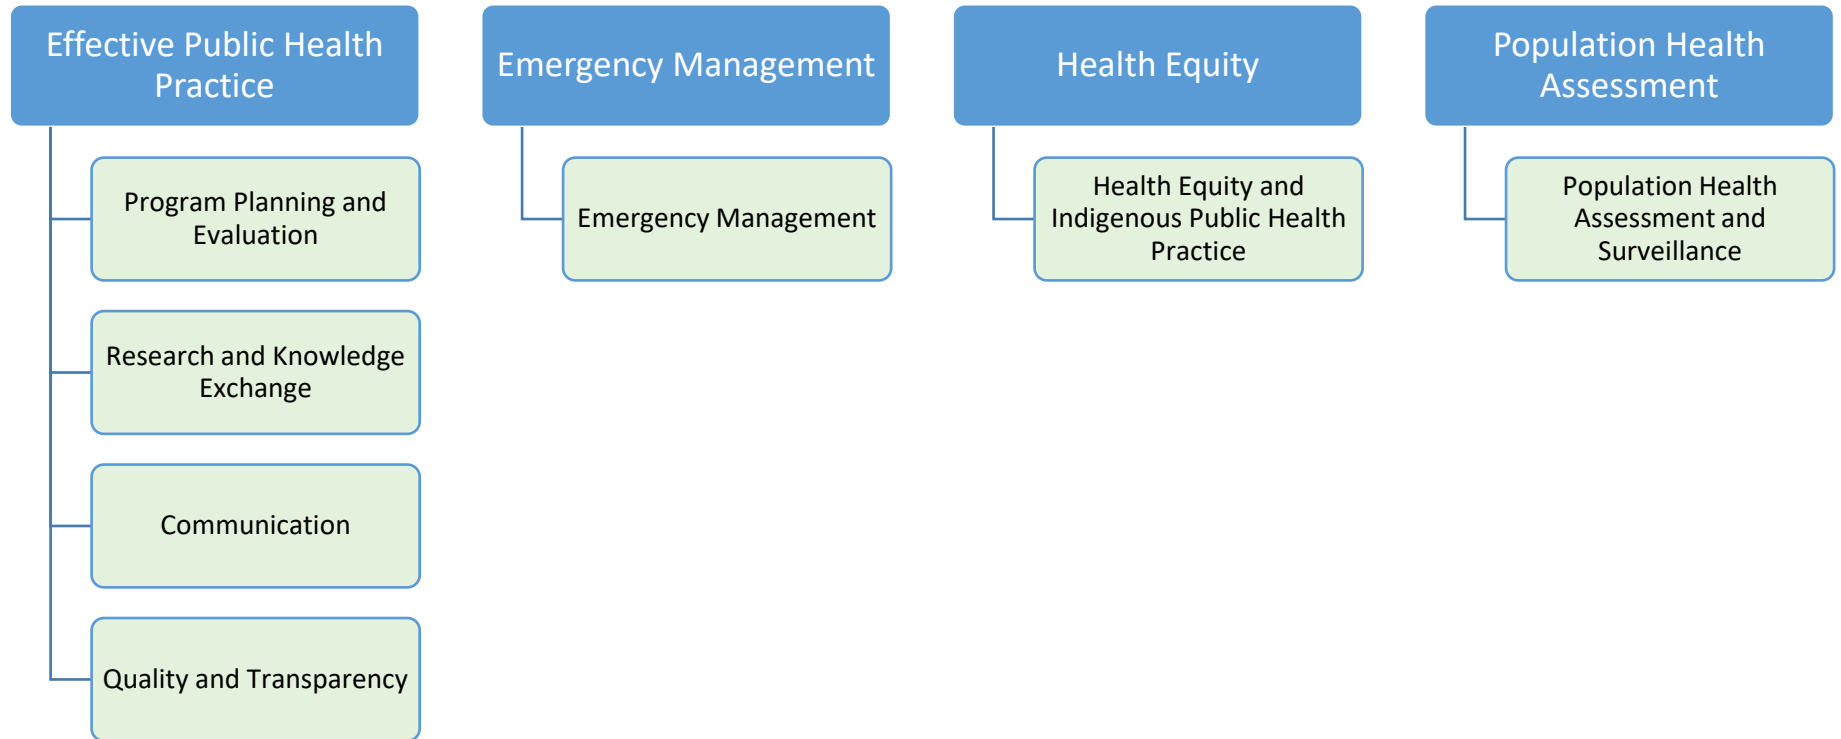 Effective Public Health
Practice
Program Planning and
Evaluation
Research and Knowledge
Exchange
Communication
Quality and Transparency
Emergency Management
Emergency Management
Health Equity
Health Equity and
Indigenous Public Health
Practice
Population Health
Assessment
Population Health
Assessment and
Surveillance